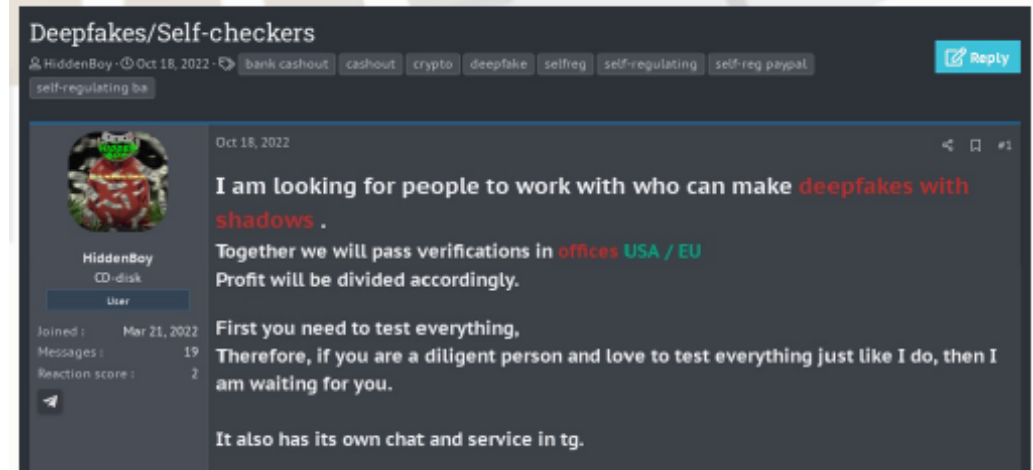 Deepfakes/Self-checkers
HiddenBoy · Oct 18, 2022 · bank cashout cashout crypto deepfake selfreg self-regulating self-reg paypal
self-regulating ba
Reply
Oct 18, 2022
#1
I am looking for people to work with who can make deepfakes with
shadows .
Together we will pass verifications in offices USA / EU
Profit will be divided accordingly.
First you need to test everything,
Therefore, if you are a diligent person and love to test everything just like I do, then I
am waiting for you.
It also has its own chat and service in tg.
HiddenBoy
CD-disk
User
Joined : Mar 21, 2022
Messages : 19
Reaction score : 2